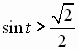 sin t > √2/2